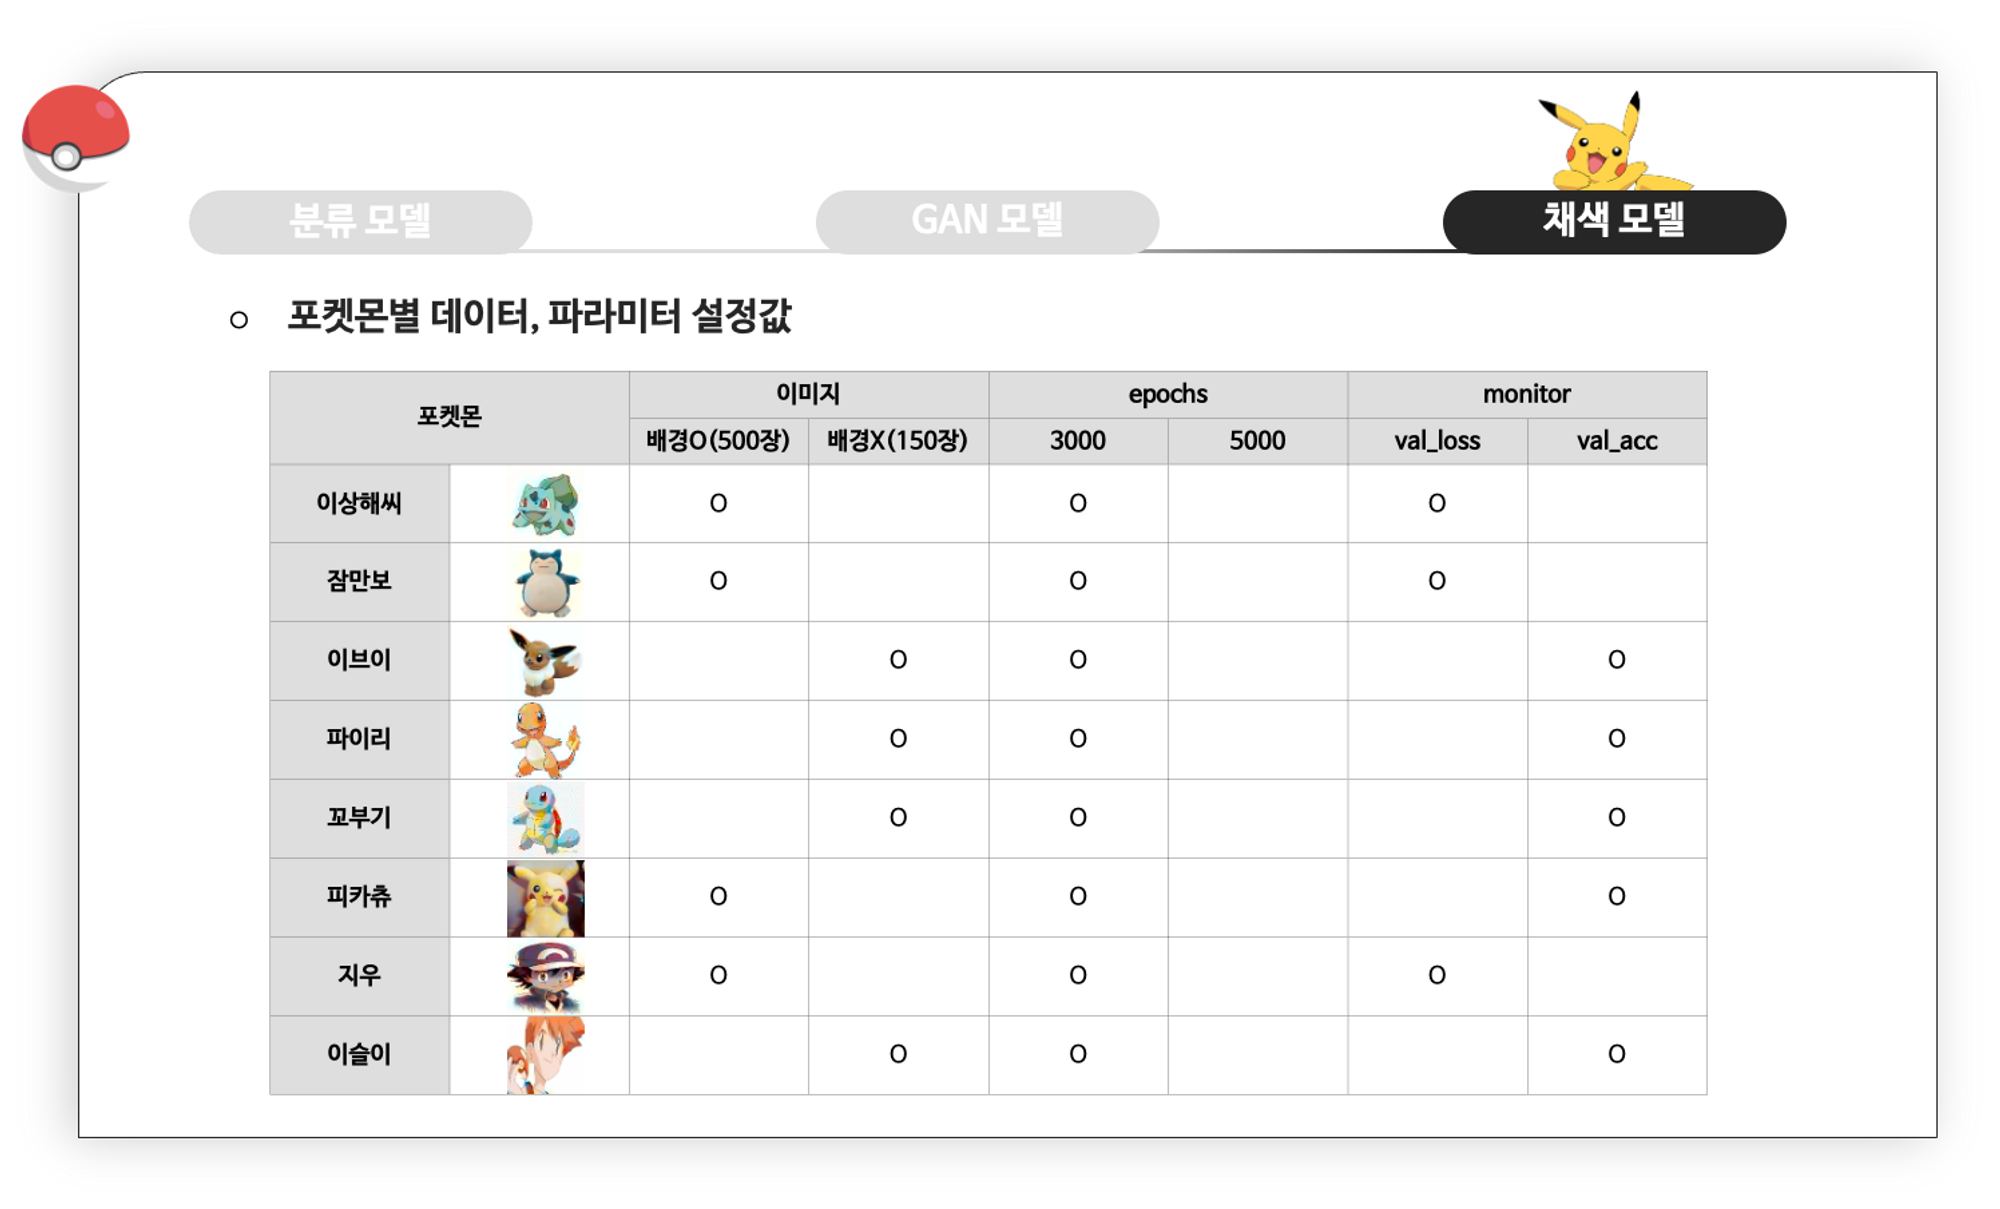 분류 모델 GAN 모델 채색 모델
o 포켓몬별 데이터, 파라미터 설정값
포켓몬 이미지 epochs monitor
배경O(500장) 배경X(150장) 3000 5000 val_loss val_acc
이상해씨 O O O
잠만보 O O O
이브이 O O O
파이리 O O O
꼬부기 O O O
피카츄 O O O
지우 O O O
이슬이 O O O